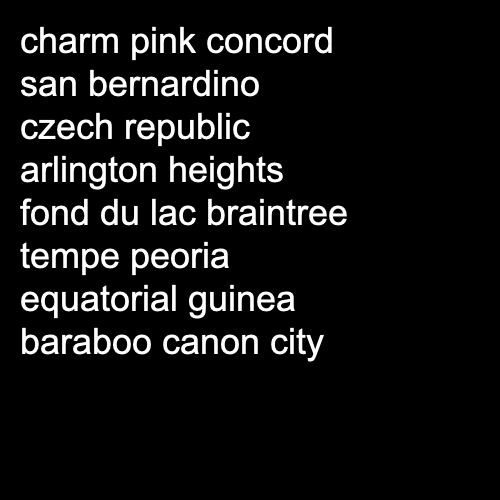 charm pink concord
san bernardino
czech republic
arlington heights
fond du lac braintree
tempe peoria
equatorial guinea
baraboo canon city